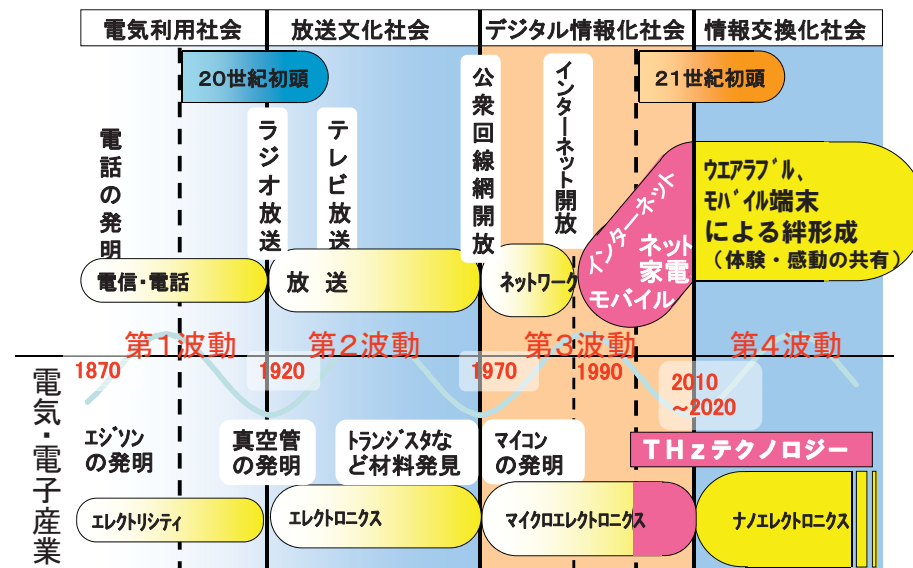 電気利用社会
放送文化社会
デジタル情報化社会
情報交換化社会
20世紀初頭
21世紀初頭
電話の発明
ラジオ放送
テレビ放送
公衆回線網開放
インターネット開放
電信・電話
放 送
ネットワーク
インターネット
ネット
家電
モバイル
ウエアラブル、
モバイル端末
による絆形成
（体験・感動の共有）
第１波動
第２波動
第３波動
第４波動
1870
1920
1970
1990
2010
～2020
電気・電子産業
エジソン
の発明
真空管
の発明
トランジスタな
ど材料発見
マイコン
の発明
ＴＨｚテクノロジー
エレクトリシティ
エレクトロニクス
マイクロエレクトロニクス
ナノエレクトロニクス